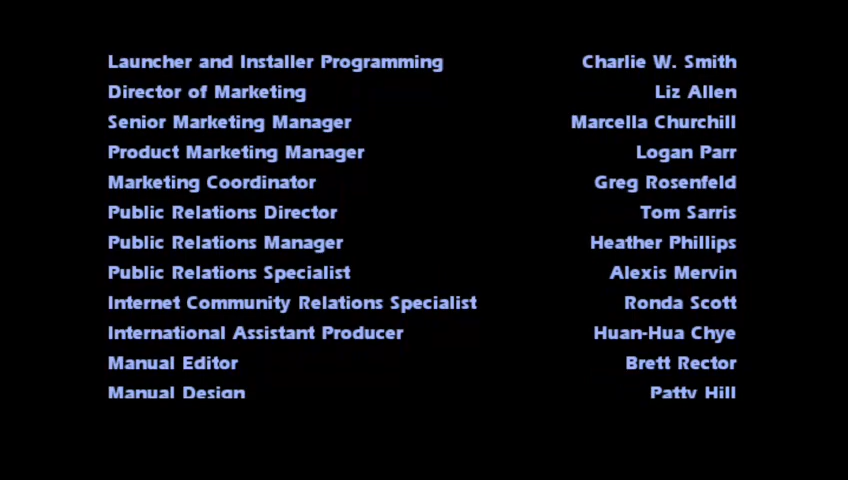 Launcher and Installer Programming Charlie W. Smith
Director of Marketing Liz Allen
Senior Marketing Manager Marcella Churchill
Product Marketing Manager Logan Parr
Marketing Coordinator Greg Rosenfeld
Public Relations Director Tom Sarris
Public Relations Manager Heather Phillips
Public Relations Specialist Alexis Mervin
Internet Community Relations Specialist Ronda Scott
International Assistant Producer Huan-Hua Chye
Manual Editor Brett Rector
Manual Design Patty Hill